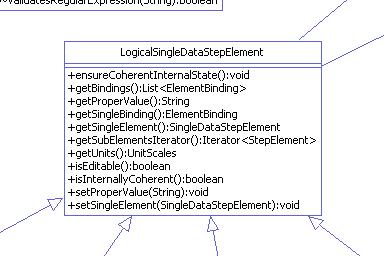 +validatesRegularExpression(String):boolean
LogicalSingleDataStepElement
+ensureCoherentInternalState():void
+getBindings():List<ElementBinding>
+getProperValue():String
+getSingleBinding():ElementBinding
+getSingleElement():SingleDataStepElement
+getSubElementsIterator():Iterator<StepElement>
+getUnits():UnitScales
+isEditable():boolean
+isInternallyCoherent():boolean
+setProperValue(String):void
+setSingleElement(SingleDataStepElement):void